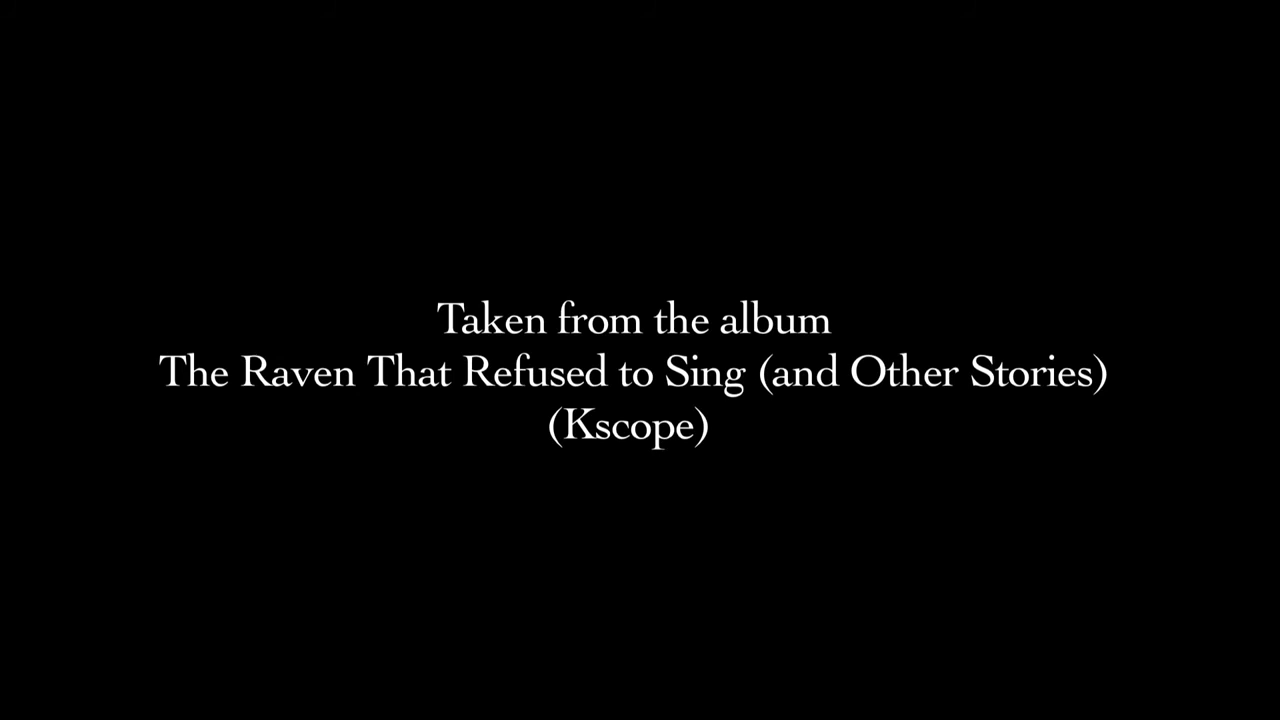 Taken from the album
The Raven That Refused to Sing (and Other Stories)
(Kscope)